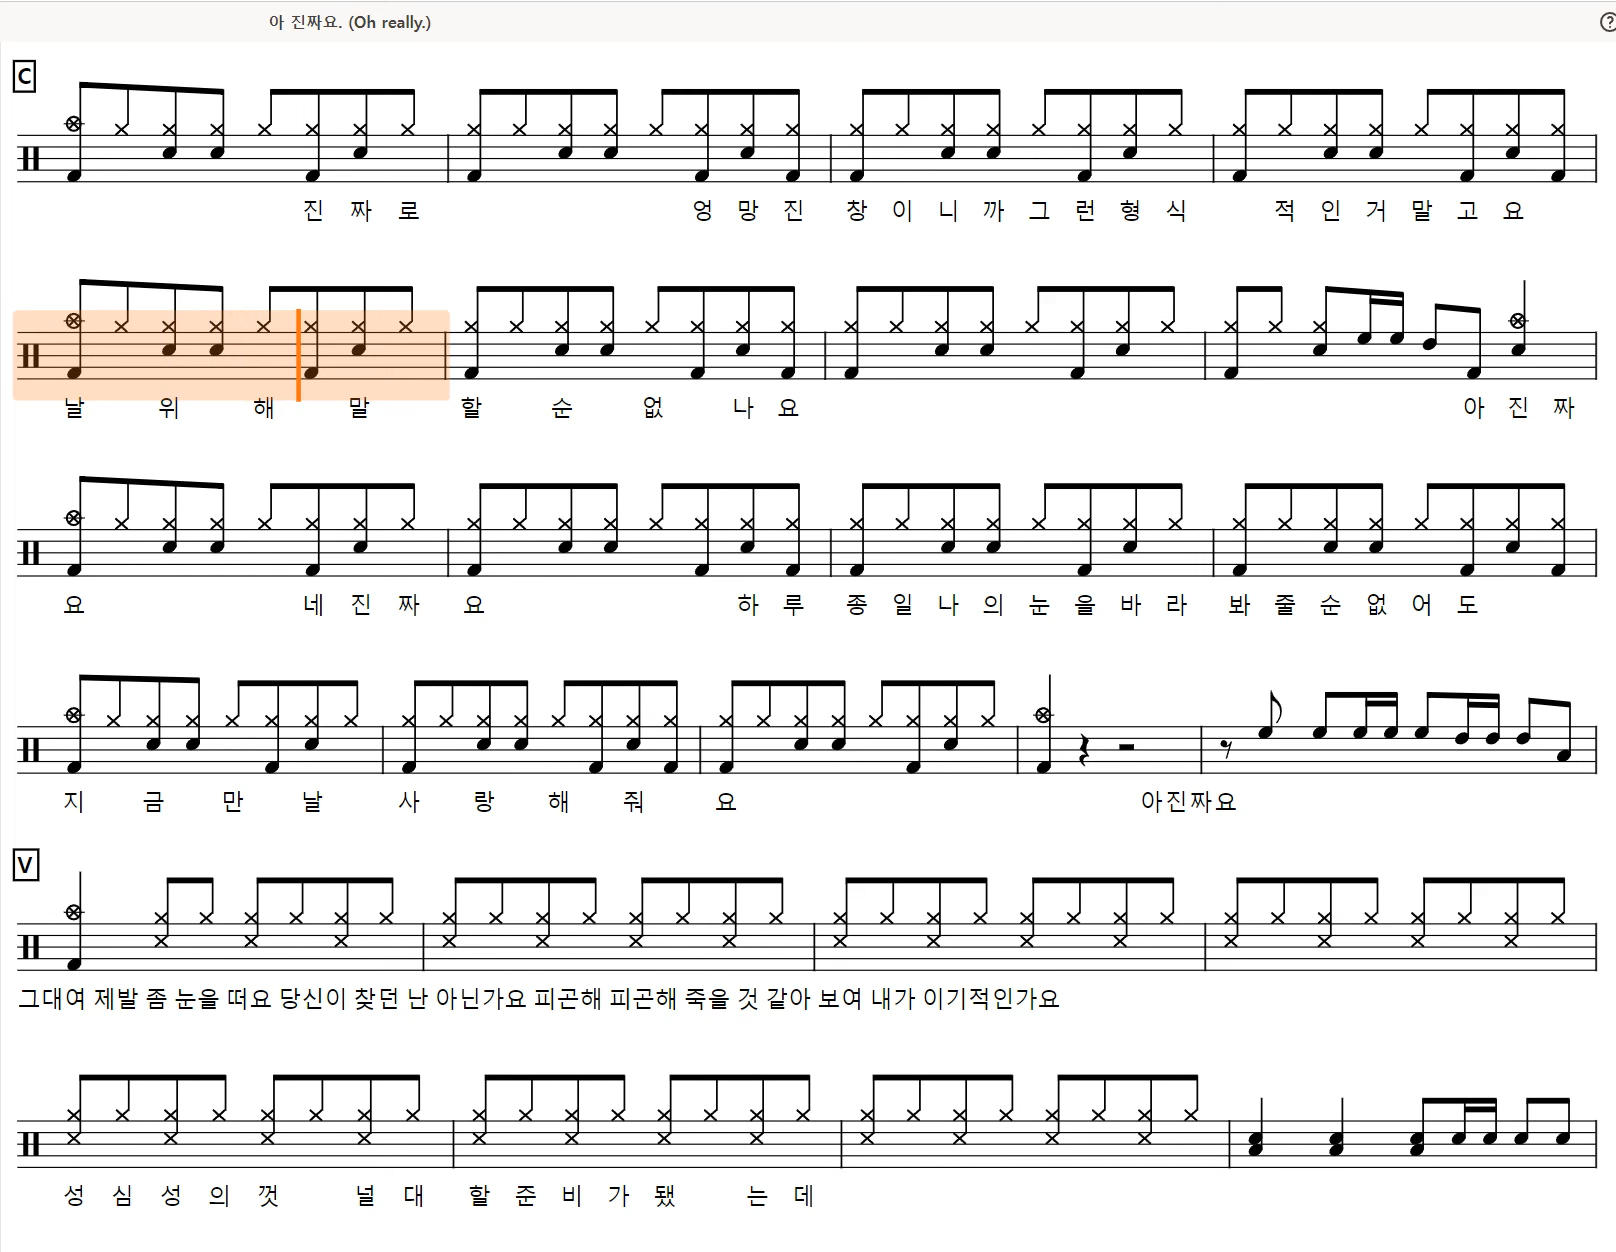 아 진짜요. (Oh really.)
C
진 짜 로 엉 망 진 창 이 니 까 그 런 형 식 적 인 거 말 고 요
날 위 해 말 할 순 없 나 요 아 진 짜
요 네 진 짜 요 하 루 종 일 나 의 눈 을 바 라 봐 줄 순 없 어 도
지 금 만 날 사 랑 해 줘 요 아진짜요
V
그대여 제발 좀 눈을 떠요 당신이 찾던 난 아닌가요 피곤해 피곤해 죽을 것 같아 보여 내가 이기적인가요
성 심 성 의 껏 널 대 할 준 비 가 됐 는 데